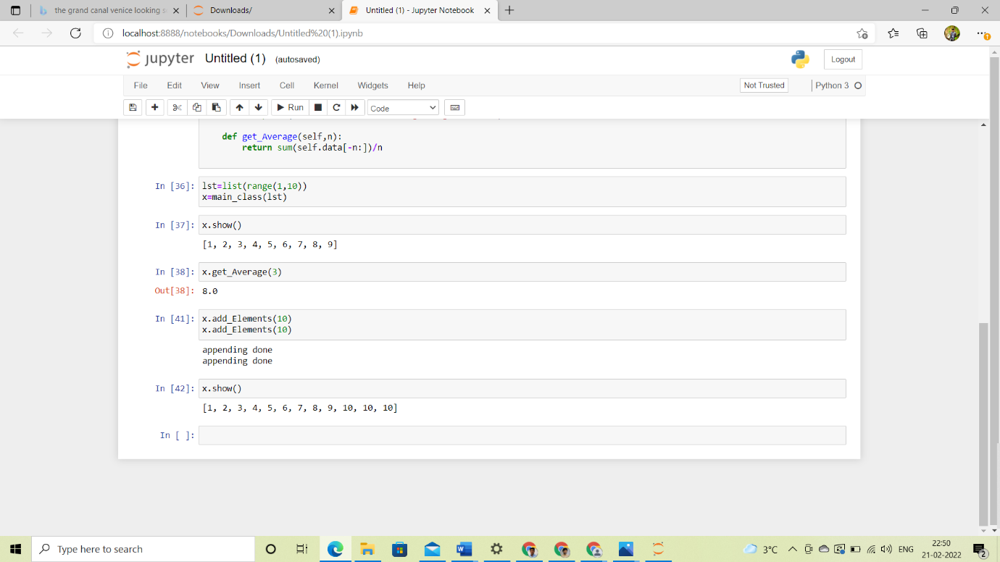 the grand canal venice looking s
Downloads/
Untitled (1) - Jupyter Notebook
localhost:8888/notebooks/Downloads/Untitled%20(1).ipynb
jupyter Untitled (1) (autosaved)
Logout
File Edit View Insert Cell Kernel Widgets Help
Not Trusted
Python 3
Run
Code
def get_Average(self,n):
return sum(self.data[-n:])/n
In [36]: lst=list(range(1,10))
x=main_class(lst)
In [37]: x.show()
[1, 2, 3, 4, 5, 6, 7, 8, 9]
In [38]: x.get_Average(3)
Out[38]: 8.0
In [41]: x.add_Elements(10)
x.add_Elements(10)
appending done
appending done
In [42]: x.show()
[1, 2, 3, 4, 5, 6, 7, 8, 9, 10, 10, 10]
In [ ]:
Type here to search
3°C
ENG
22:50
21-02-2022
2